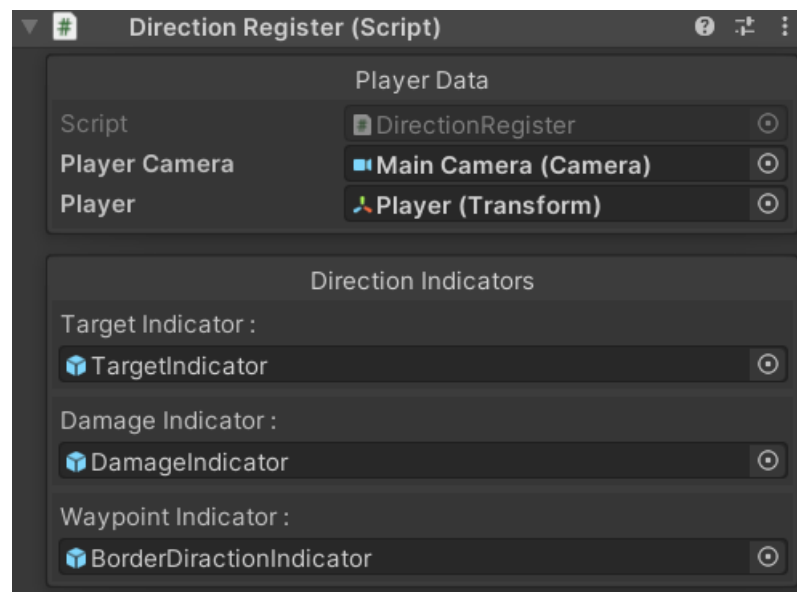 Direction Register (Script)
Player Data
Script DirectionRegister
Player Camera Main Camera (Camera)
Player Player (Transform)
Direction Indicators
Target Indicator :
TargetIndicator
Damage Indicator :
DamageIndicator
Waypoint Indicator :
BorderDiractionIndicator